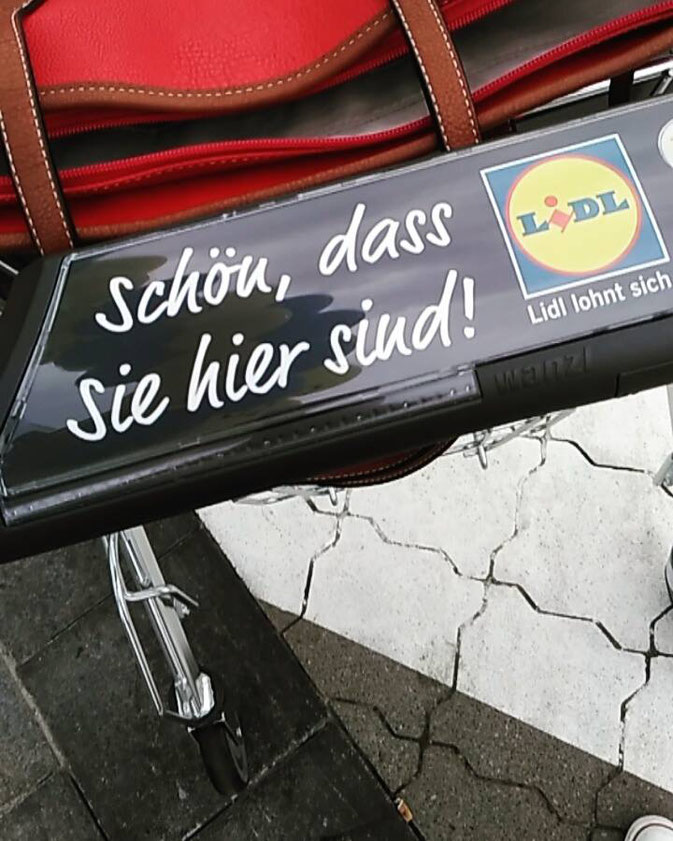 Schön, dass
Sie hier sind!
LiDL
Lidl lohnt sich
wanzl